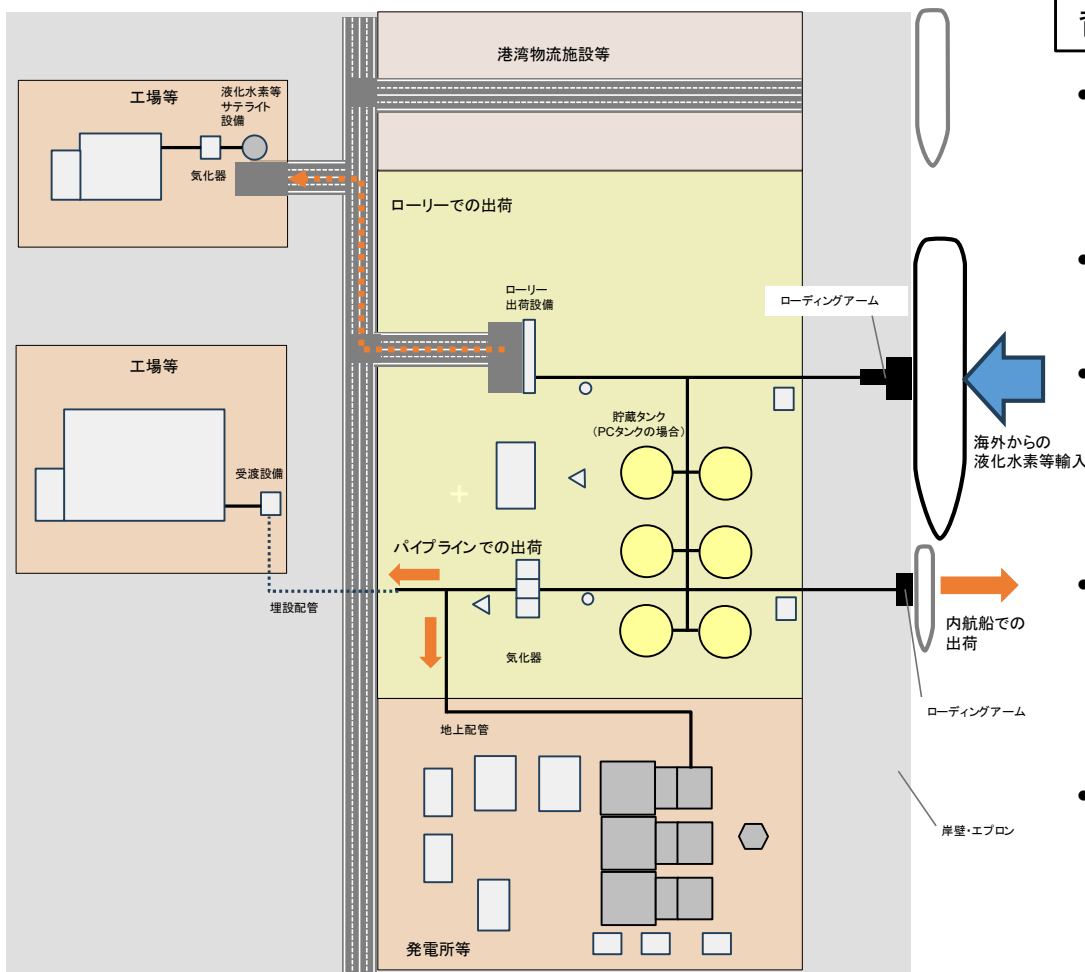 港湾物流施設等
工場等
液化水素等
サテライト
設備
気化器
ローリーでの出荷
ローリー
出荷設備
ローディングアーム
工場等
貯蔵タンク
（PCタンクの場合）
海外からの
液化水素等輸入
受渡設備
パイプラインでの出荷
埋設配管
気化器
内航船での
出荷
ローディングアーム
地上配管
岸壁・エプロン
発電所等